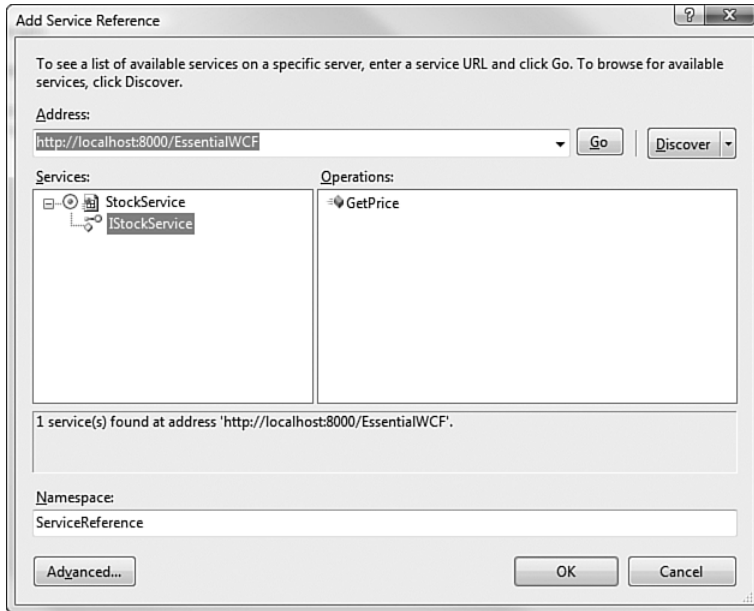 Add Service Reference
To see a list of available services on a specific server, enter a service URL and click Go. To browse for available
services, click Discover.
Address:
http://localhost:8000/EssentialWCF
Go
Discover
Services:
Operations:
StockService
IStockService
GetPrice
1 service(s) found at address 'http://localhost:8000/EssentialWCF'.
Namespace:
ServiceReference
Advanced...
OK
Cancel